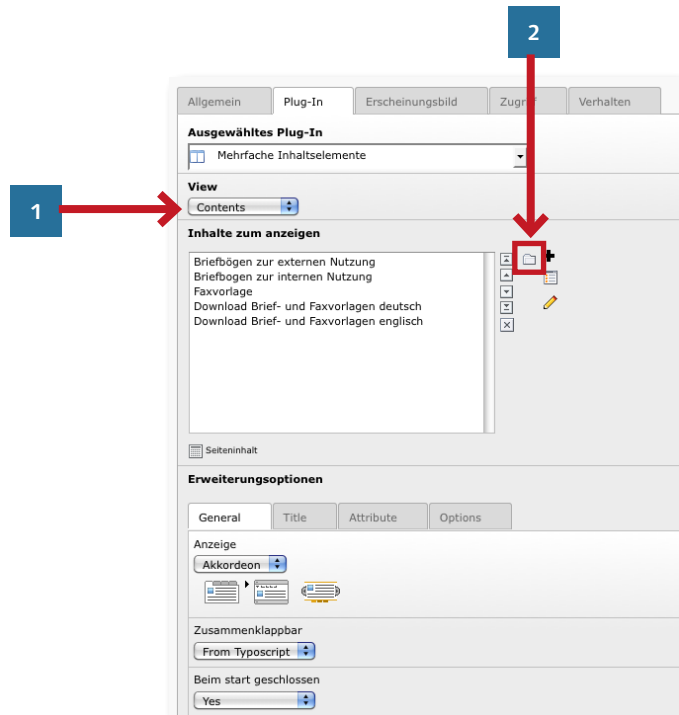 2
Allgemein Plug-In Erscheinungsbild Zugriff Verhalten
Ausgewähltes Plug-In
Mehrfache Inhaltselemente
View
1
Contents
Inhalte zum anzeigen
Briefbögen zur externen Nutzung
Briefbogen zur internen Nutzung
Faxvorlage
Download Brief- und Faxvorlagen deutsch
Download Brief- und Faxvorlagen englisch
Seiteninhalt
Erweiterungsoptionen
General Title Attribute Options
Anzeige
Akkordeon
Zusammenklappbar
From Typoscript
Beim start geschlossen
Yes